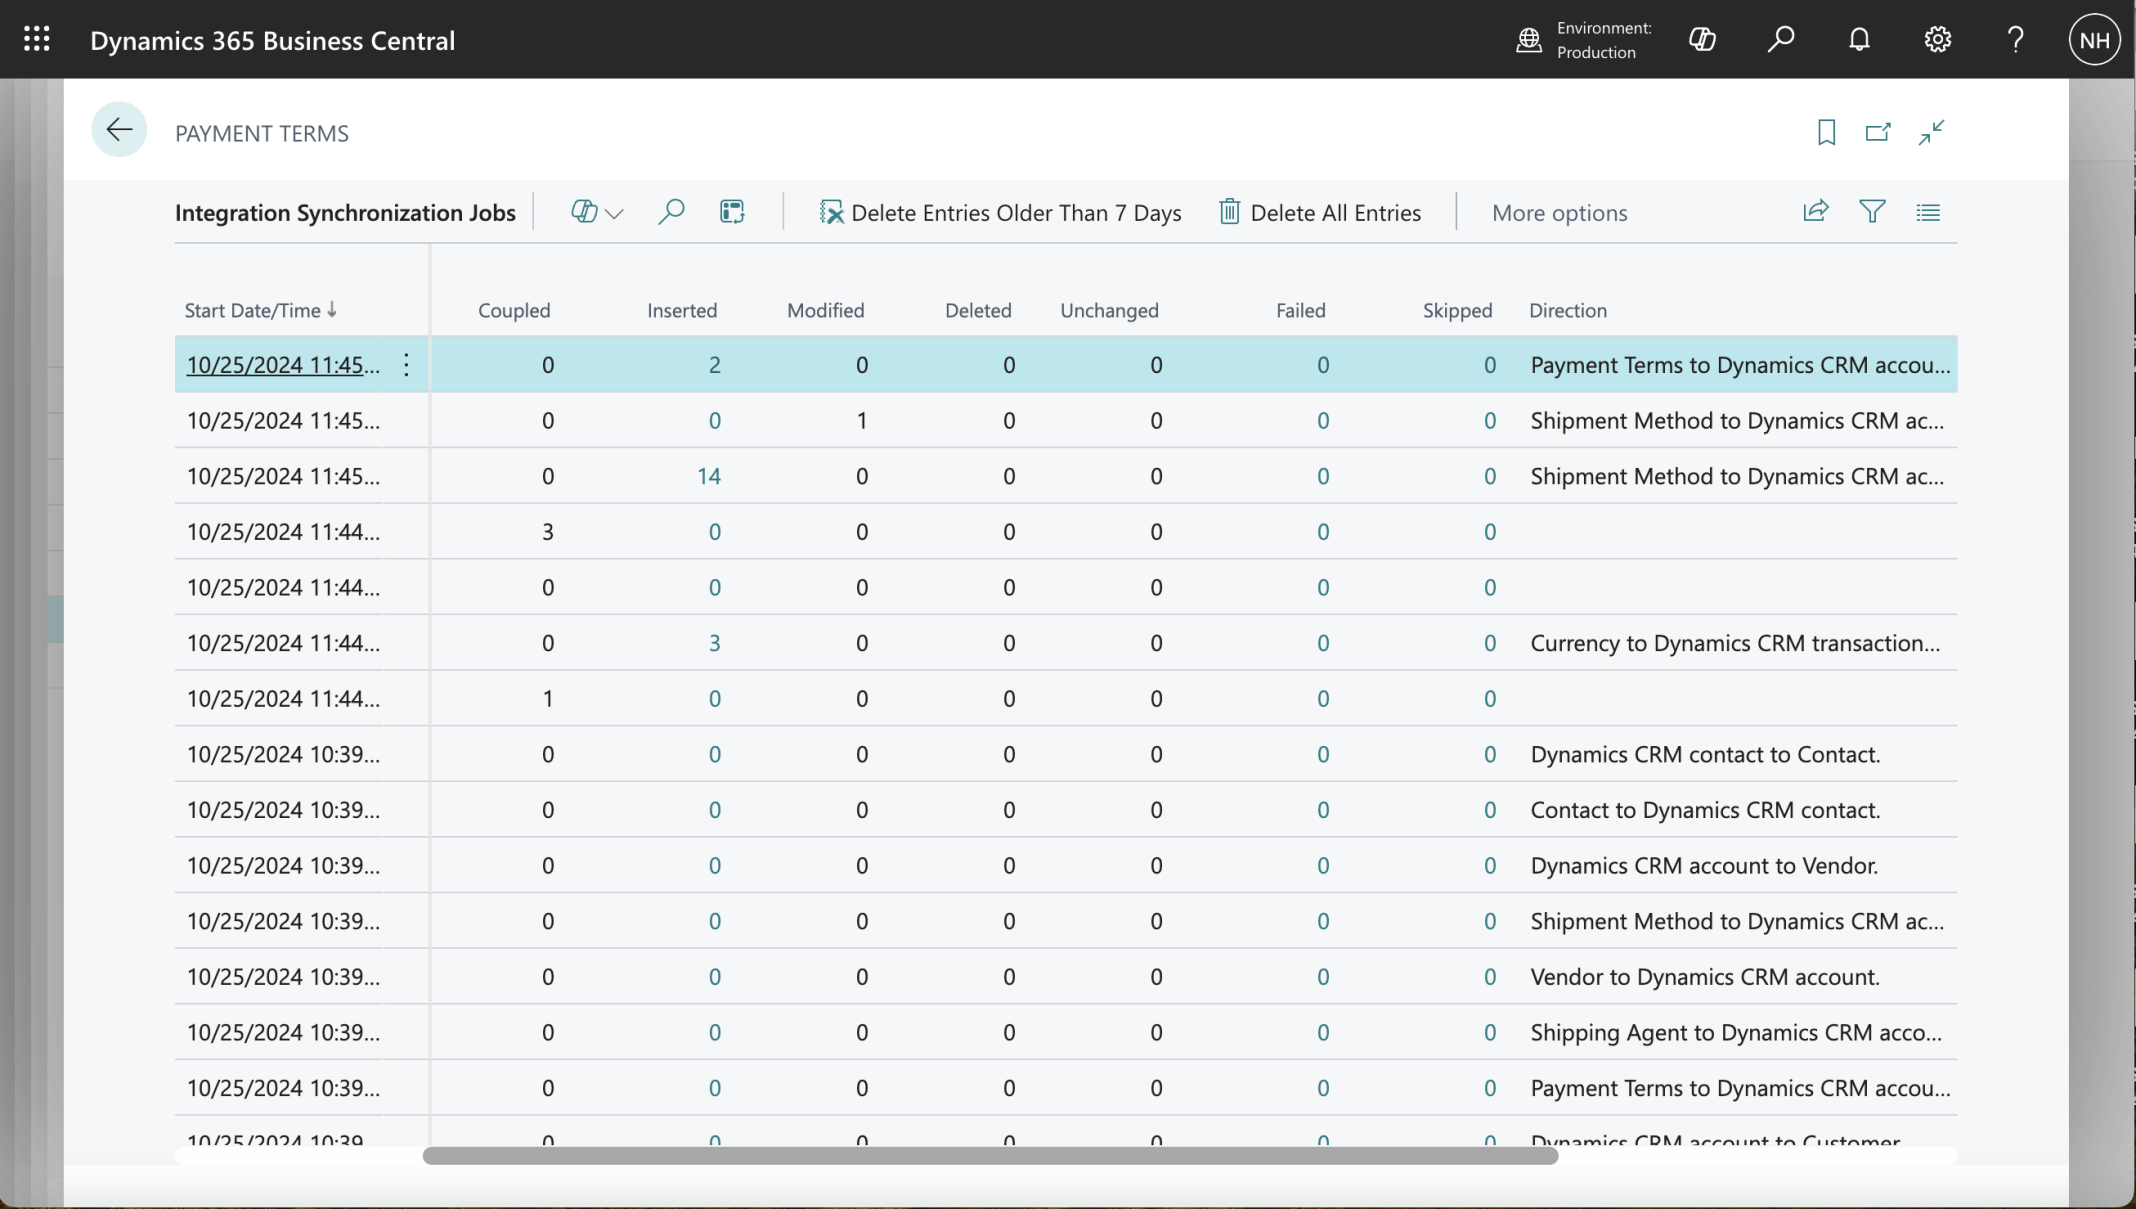 Dynamics 365 Business Central
Environment:
Production
NH
PAYMENT TERMS
Integration Synchronization Jobs
Delete Entries Older Than 7 Days
Delete All Entries
More options
Start Date/Time ↓ Coupled Inserted Modified Deleted Unchanged Failed Skipped Direction
10/25/2024 11:45... 0 2 0 0 0 0 0 Payment Terms to Dynamics CRM accou...
10/25/2024 11:45... 0 0 1 0 0 0 0 Shipment Method to Dynamics CRM ac...
10/25/2024 11:45... 0 14 0 0 0 0 0 Shipment Method to Dynamics CRM ac...
10/25/2024 11:44... 3 0 0 0 0 0 0
10/25/2024 11:44... 0 0 0 0 0 0 0
10/25/2024 11:44... 0 3 0 0 0 0 0 Currency to Dynamics CRM transaction...
10/25/2024 11:44... 1 0 0 0 0 0 0
10/25/2024 10:39... 0 0 0 0 0 0 0 Dynamics CRM contact to Contact.
10/25/2024 10:39... 0 0 0 0 0 0 0 Contact to Dynamics CRM contact.
10/25/2024 10:39... 0 0 0 0 0 0 0 Dynamics CRM account to Vendor.
10/25/2024 10:39... 0 0 0 0 0 0 0 Shipment Method to Dynamics CRM ac...
10/25/2024 10:39... 0 0 0 0 0 0 0 Vendor to Dynamics CRM account.
10/25/2024 10:39... 0 0 0 0 0 0 0 Shipping Agent to Dynamics CRM acco...
10/25/2024 10:39... 0 0 0 0 0 0 0 Payment Terms to Dynamics CRM accou...
10/25/2024 10:39 0 0 0 0 0 0 0 Dynamics CRM account to Customer